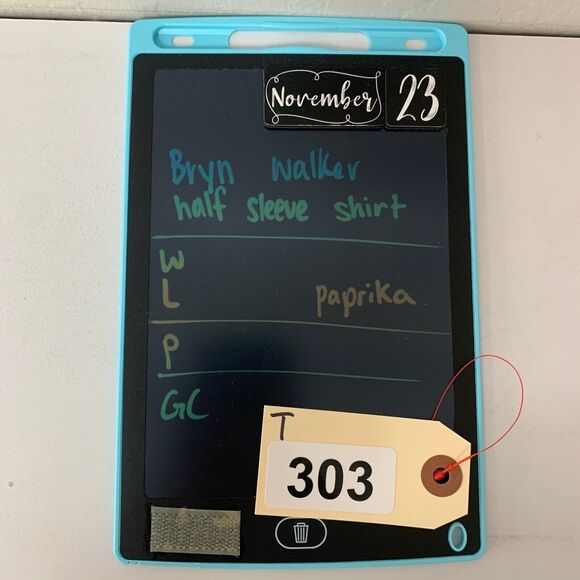 November 23
Bryn Walker
half sleeve shirt
W
L paprika
P
GC
T
303